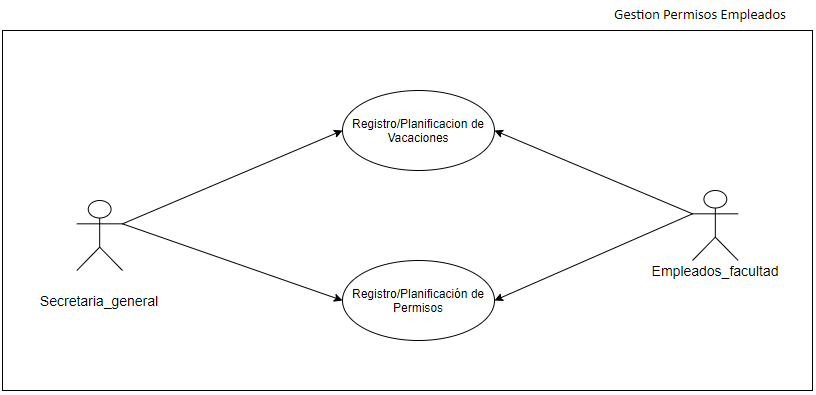 Gestion Permisos Empleados
Registro/Planificacion de
Vacaciones
Secretaria_general
Empleados_facultad
Registro/Planificación de
Permisos